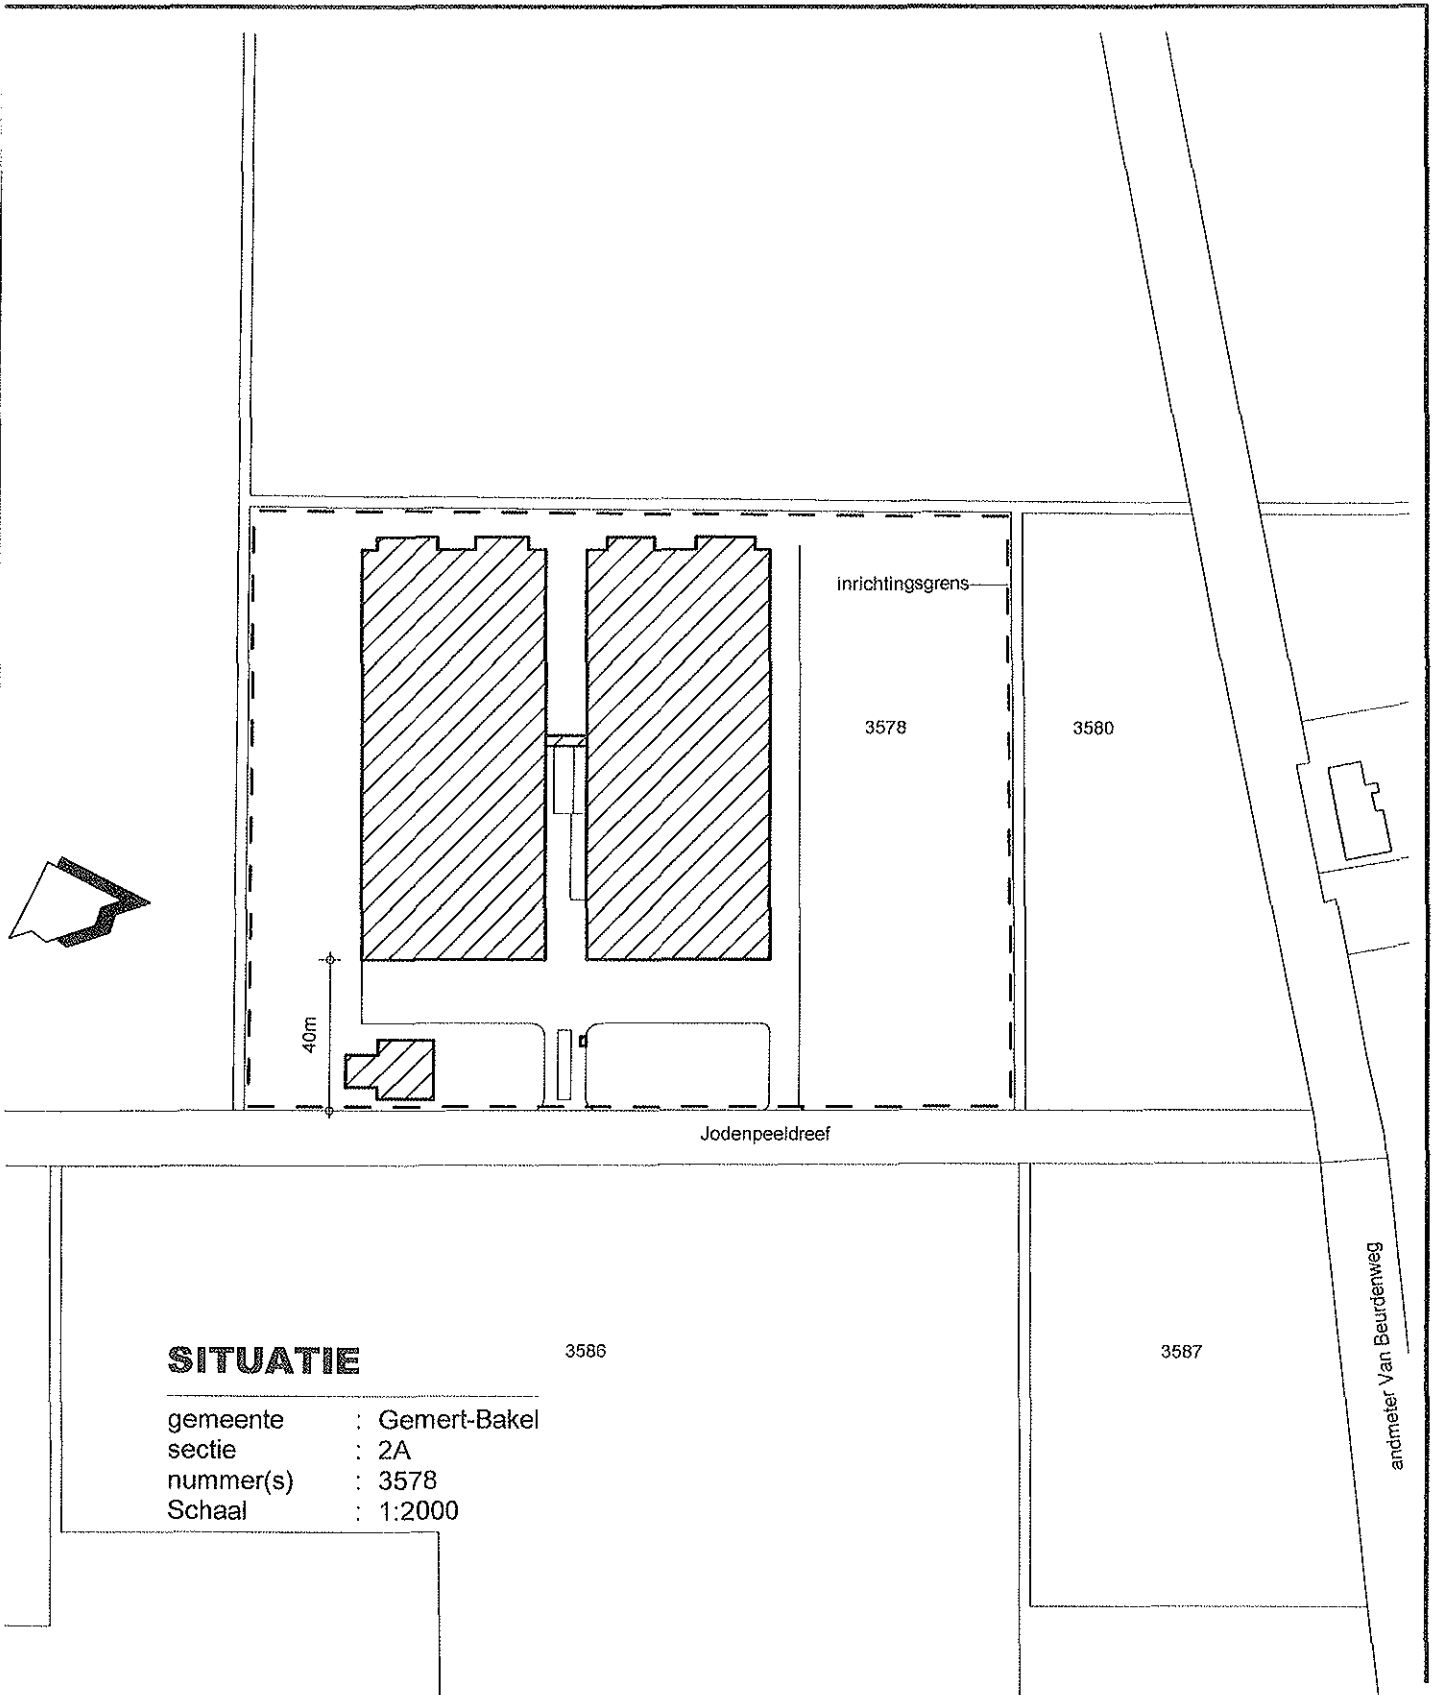 inrichtingsgrens
3578
3580
40m
Jodenpeeldreef
3586
3587
andmeter Van Beurdenweg
SITUATIE
gemeente : Gemert-Bakel
sectie : 2A
nummer(s) : 3578
Schaal : 1:2000